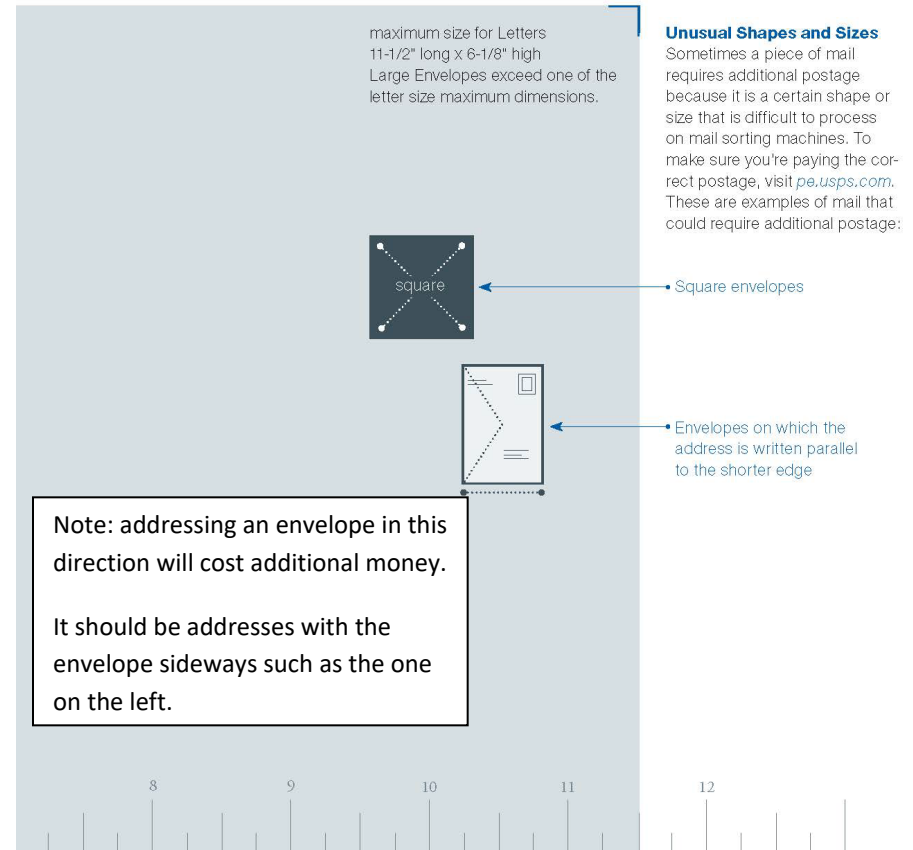 maximum size for Letters
11-1/2" long x 6-1/8" high
Large Envelopes exceed one of the
letter size maximum dimensions.
Unusual Shapes and Sizes
Sometimes a piece of mail
requires additional postage
because it is a certain shape or
size that is difficult to process
on mail sorting machines. To
make sure you're paying the cor-
rect postage, visit pe.usps.com.
These are examples of mail that
could require additional postage:
square
Square envelopes
Envelopes on which the
address is written parallel
to the shorter edge
Note: addressing an envelope in this
direction will cost additional money.
It should be addresses with the
envelope sideways such as the one
on the left.
8 9 10 11 12